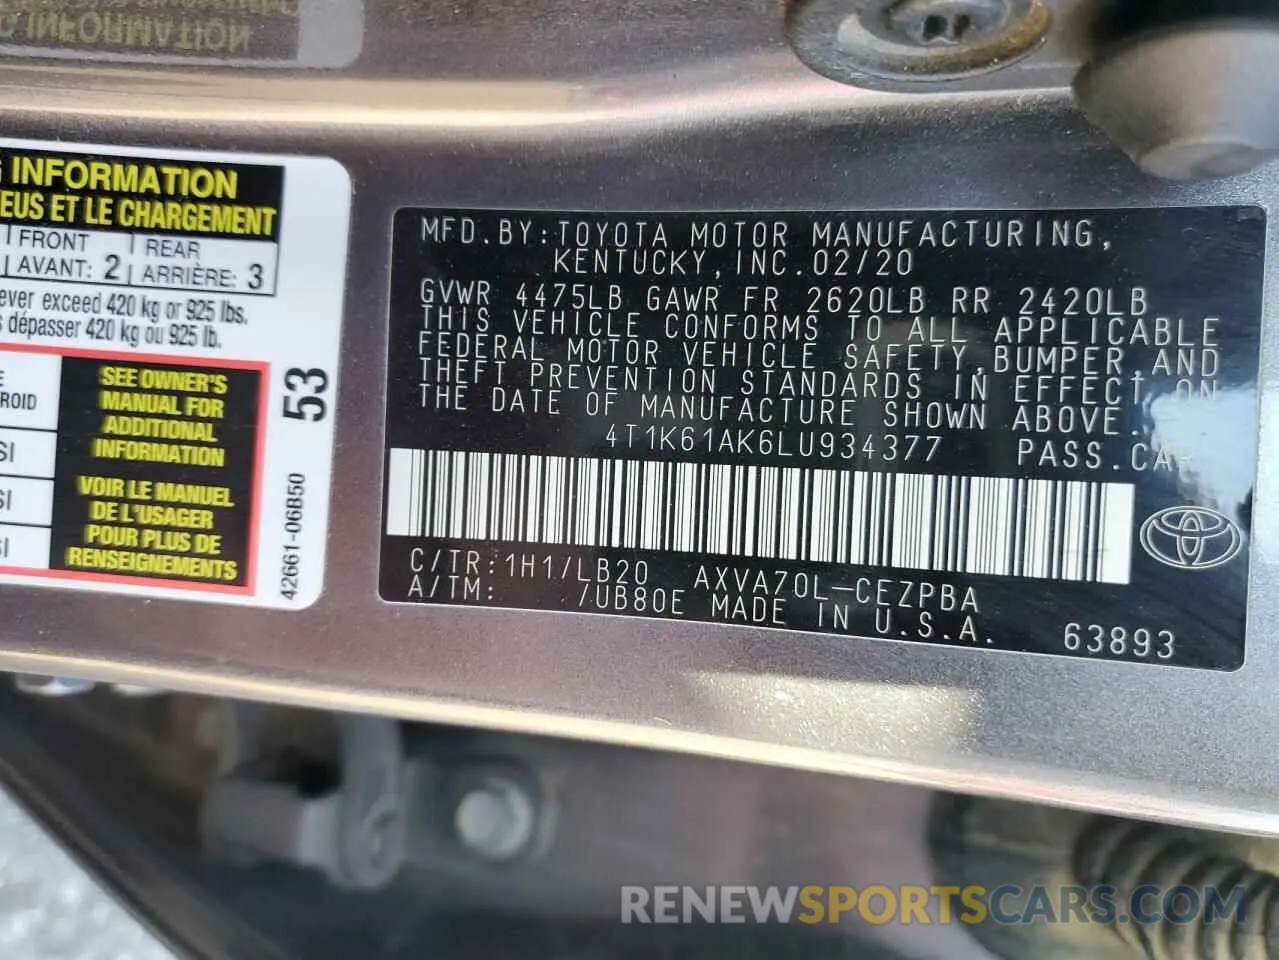 G INFORMATION
INFORMATION
EUS ET LE CHARGEMENT
FRONT | REAR
AVANT: 2 | ARRIÈRE: 3
ever exceed 420 kg or 925 lbs.
dépasser 420 kg ou 925 lb.
ROID
SEE OWNER'S
MANUAL FOR
ADDITIONAL
INFORMATION
VOIR LE MANUEL
DE L'USAGER
POUR PLUS DE
RENSEIGNEMENTS
53
42661-06B50
MFD.BY:TOYOTA MOTOR MANUFACTURING,
KENTUCKY,INC.02/20
GVWR 4475LB GAWR FR 2620LB RR 2420LB
THIS VEHICLE CONFORMS TO ALL APPLICABLE
FEDERAL MOTOR VEHICLE SAFETY,BUMPER,AND
THEFT PREVENTION STANDARDS IN EFFECT ON
THE DATE OF MANUFACTURE SHOWN ABOVE.
4T1K61AK6LU934377 PASS.CAR
C/TR:1H1/LB20 AXVA70L-CEZPBA
A/TM: /UB80E MADE IN U.S.A.
63893
RENEWSPORTSCARS.COM